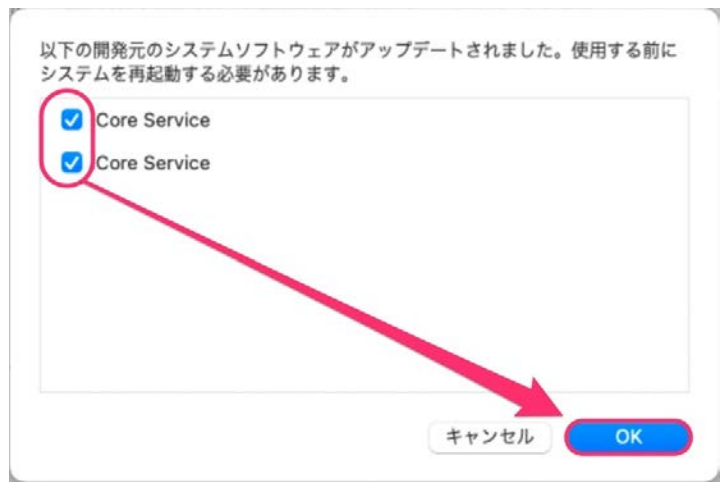 以下の開発元のシステムソフトウェアがアップデートされました。使用する前に
システムを再起動する必要があります。
Core Service
Core Service
キャンセル
OK